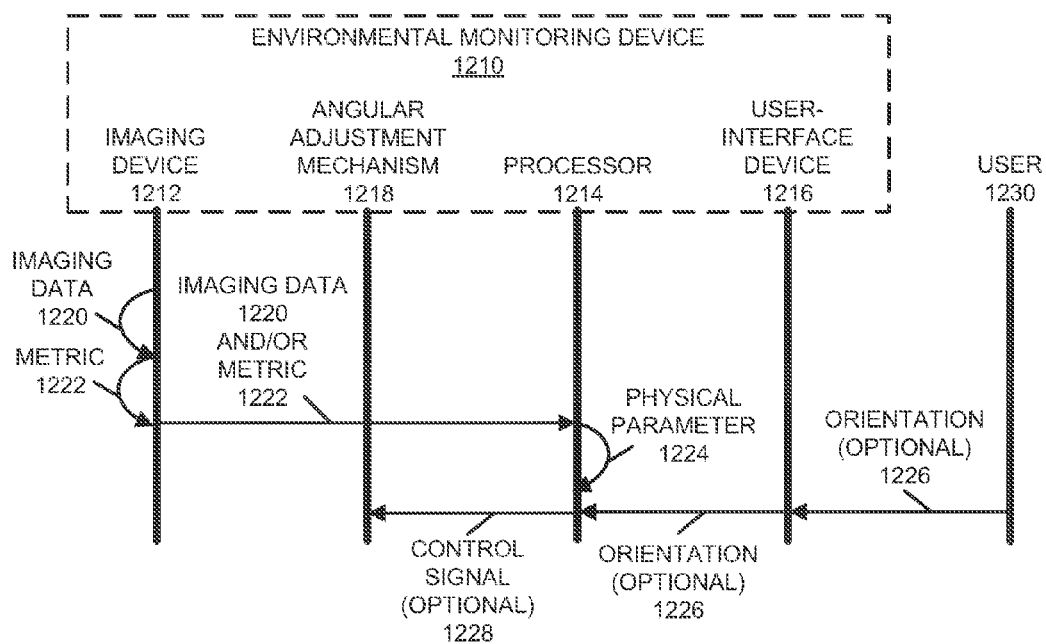 ENVIRONMENTAL MONITORING DEVICE
1210
IMAGING
DEVICE
1212
ANGULAR
ADJUSTMENT
MECHANISM
1218
PROCESSOR
1214
USER-
INTERFACE
DEVICE
1216
USER
1230
IMAGING
DATA
1220
METRIC
1222
IMAGING DATA
1220
AND/OR
METRIC
1222
PHYSICAL
PARAMETER
1224
ORIENTATION
(OPTIONAL)
1226
CONTROL
SIGNAL
(OPTIONAL)
1228
ORIENTATION
(OPTIONAL)
1226